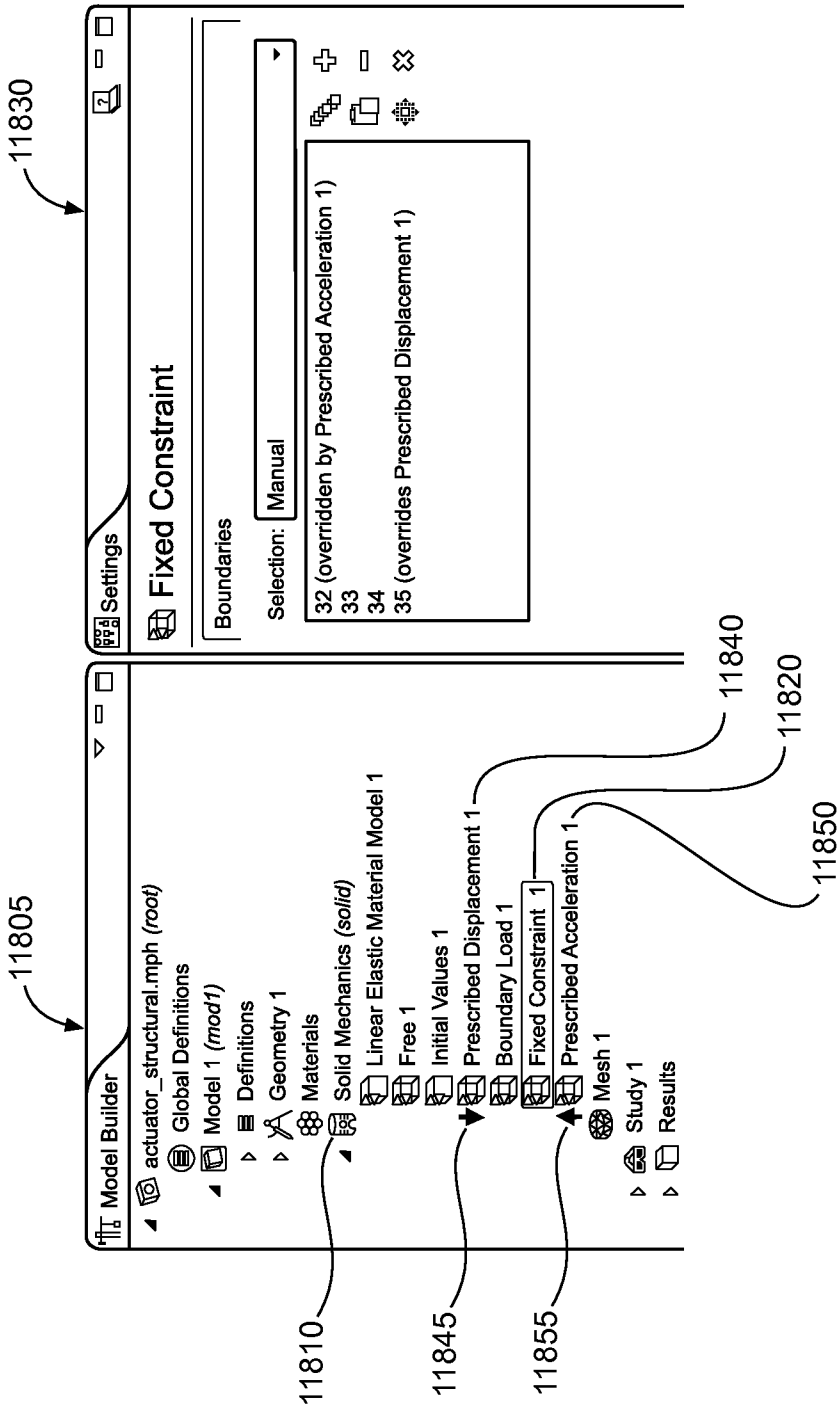 11805
Model Builder
actuator_structural.mph (root)
Global Definitions
Model 1 (mod1)
Definitions
Geometry 1
Materials
11810
Solid Mechanics (solid)
Linear Elastic Material Model 1
Free 1
Initial Values 1
11845
Prescribed Displacement 1
11840
Boundary Load 1
Fixed Constraint 1
11820
11855
Prescribed Acceleration 1
11850
Mesh 1
Study 1
Results
11830
Settings
?
Fixed Constraint
Boundaries
Selection: Manual
32 (overridden by Prescribed Acceleration 1)
33
34
35 (overrides Prescribed Displacement 1)